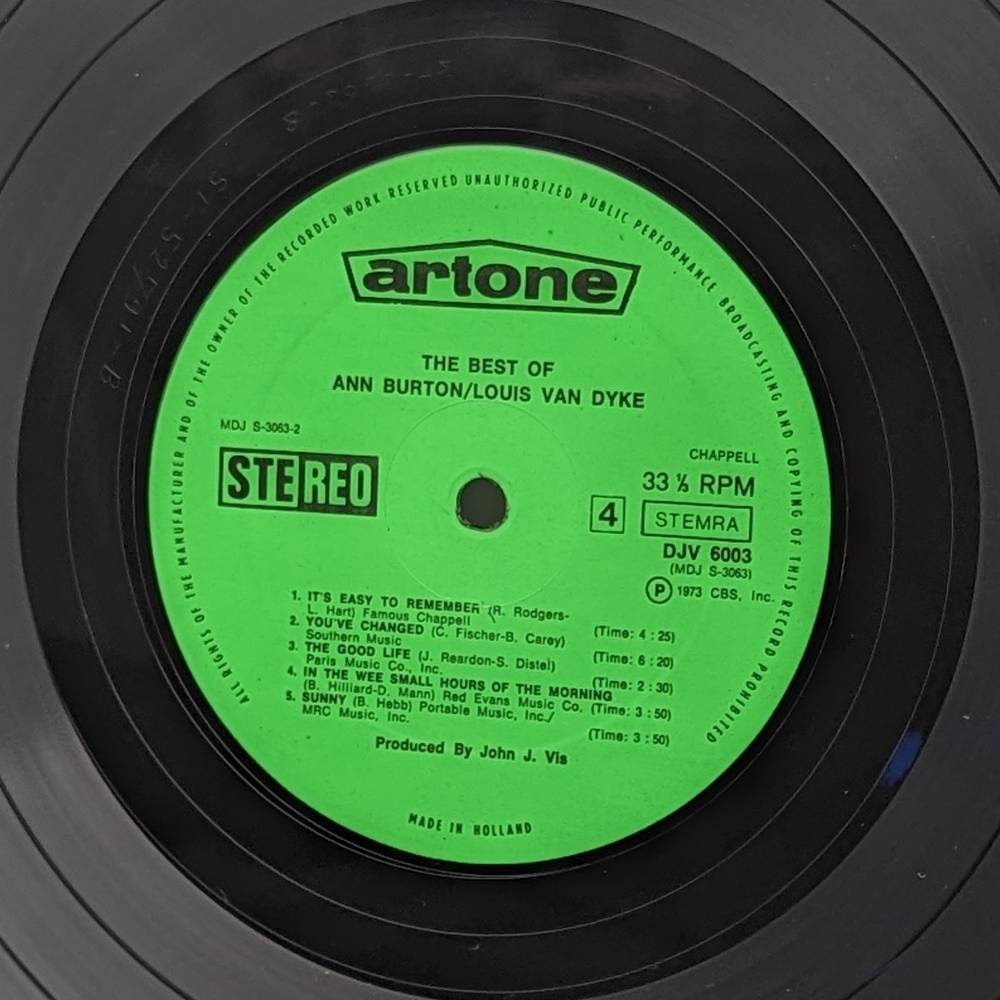 ALL RIGHTS OF THE MANUFACTURER AND OF THE OWNER OF THE RECORDED WORK RESERVED UNAUTHORIZED PUBLIC PERFORMANCE BROADCASTING AND COPYING OF THIS RECORD PROHIBITED
artone
THE BEST OF
ANN BURTON/LOUIS VAN DYKE
MDJ S-3063-2
STEREO
CHAPPELL
33 ⅓ RPM
4 STEMRA
DJV 6003
(MDJ S-3063)
Ⓟ 1973 CBS, Inc.
1. IT'S EASY TO REMEMBER (R. Rodgers-
L. Hart) Famous Chappell (Time: 4 : 25)
2. YOU'VE CHANGED (C. Fischer-B. Carey)
Southern Music (Time: 6 : 20)
3. THE GOOD LIFE (J. Reardon-S. Distel)
Paris Music Co., Inc. (Time: 2 : 30)
4. IN THE WEE SMALL HOURS OF THE MORNING
(B. Hilliard-D. Mann) Red Evans Music Co. (Time: 3 : 50)
5. SUNNY (B. Hebb) Portable Music, Inc./
MRC Music, Inc. (Time: 3 : 50)
Produced By John J. Vis
MADE IN HOLLAND